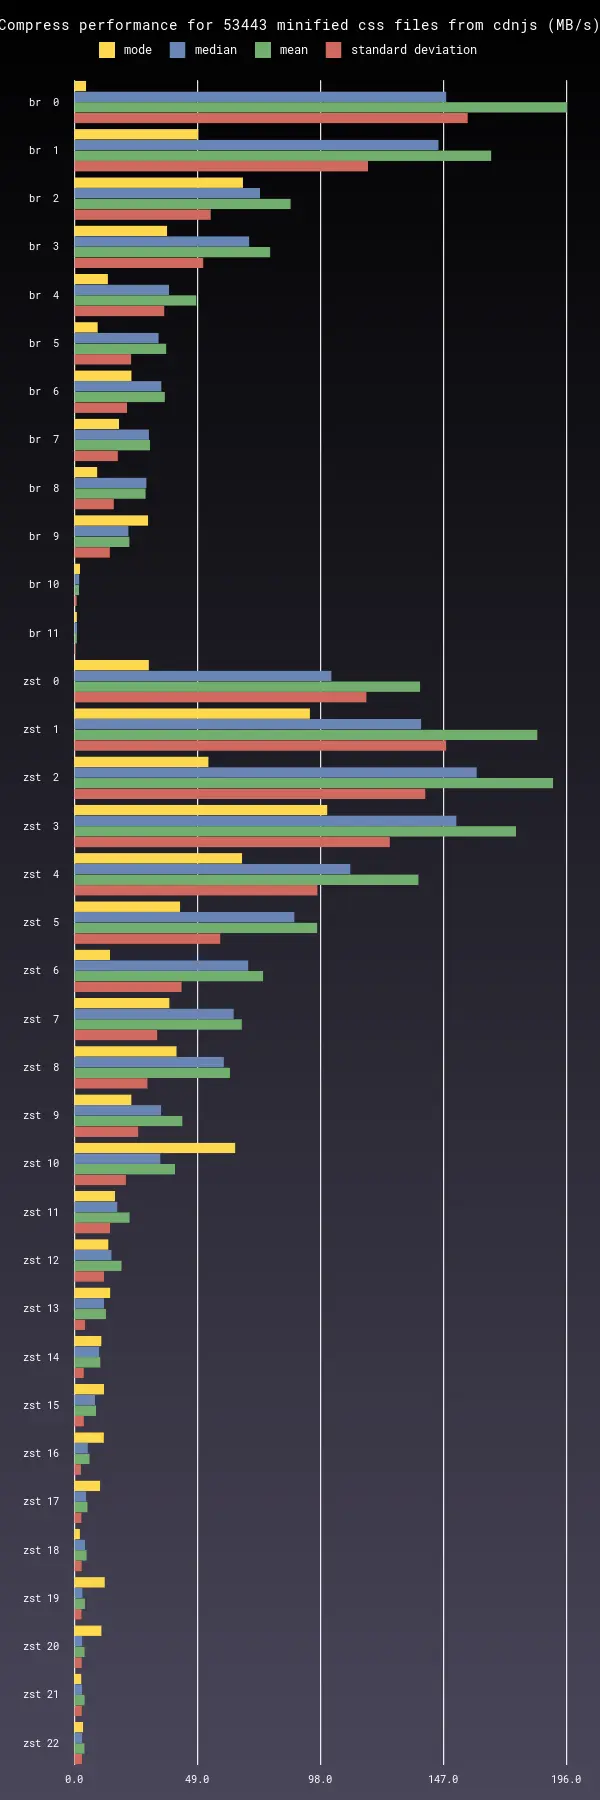 Compress performance for 53443 minified css files from cdnjs (MB/s)
mode median mean standard deviation
br 0
br 1
br 2
br 3
br 4
br 5
br 6
br 7
br 8
br 9
br 10
br 11
zst 0
zst 1
zst 2
zst 3
zst 4
zst 5
zst 6
zst 7
zst 8
zst 9
zst 10
zst 11
zst 12
zst 13
zst 14
zst 15
zst 16
zst 17
zst 18
zst 19
zst 20
zst 21
zst 22
0.0 49.0 98.0 147.0 196.0